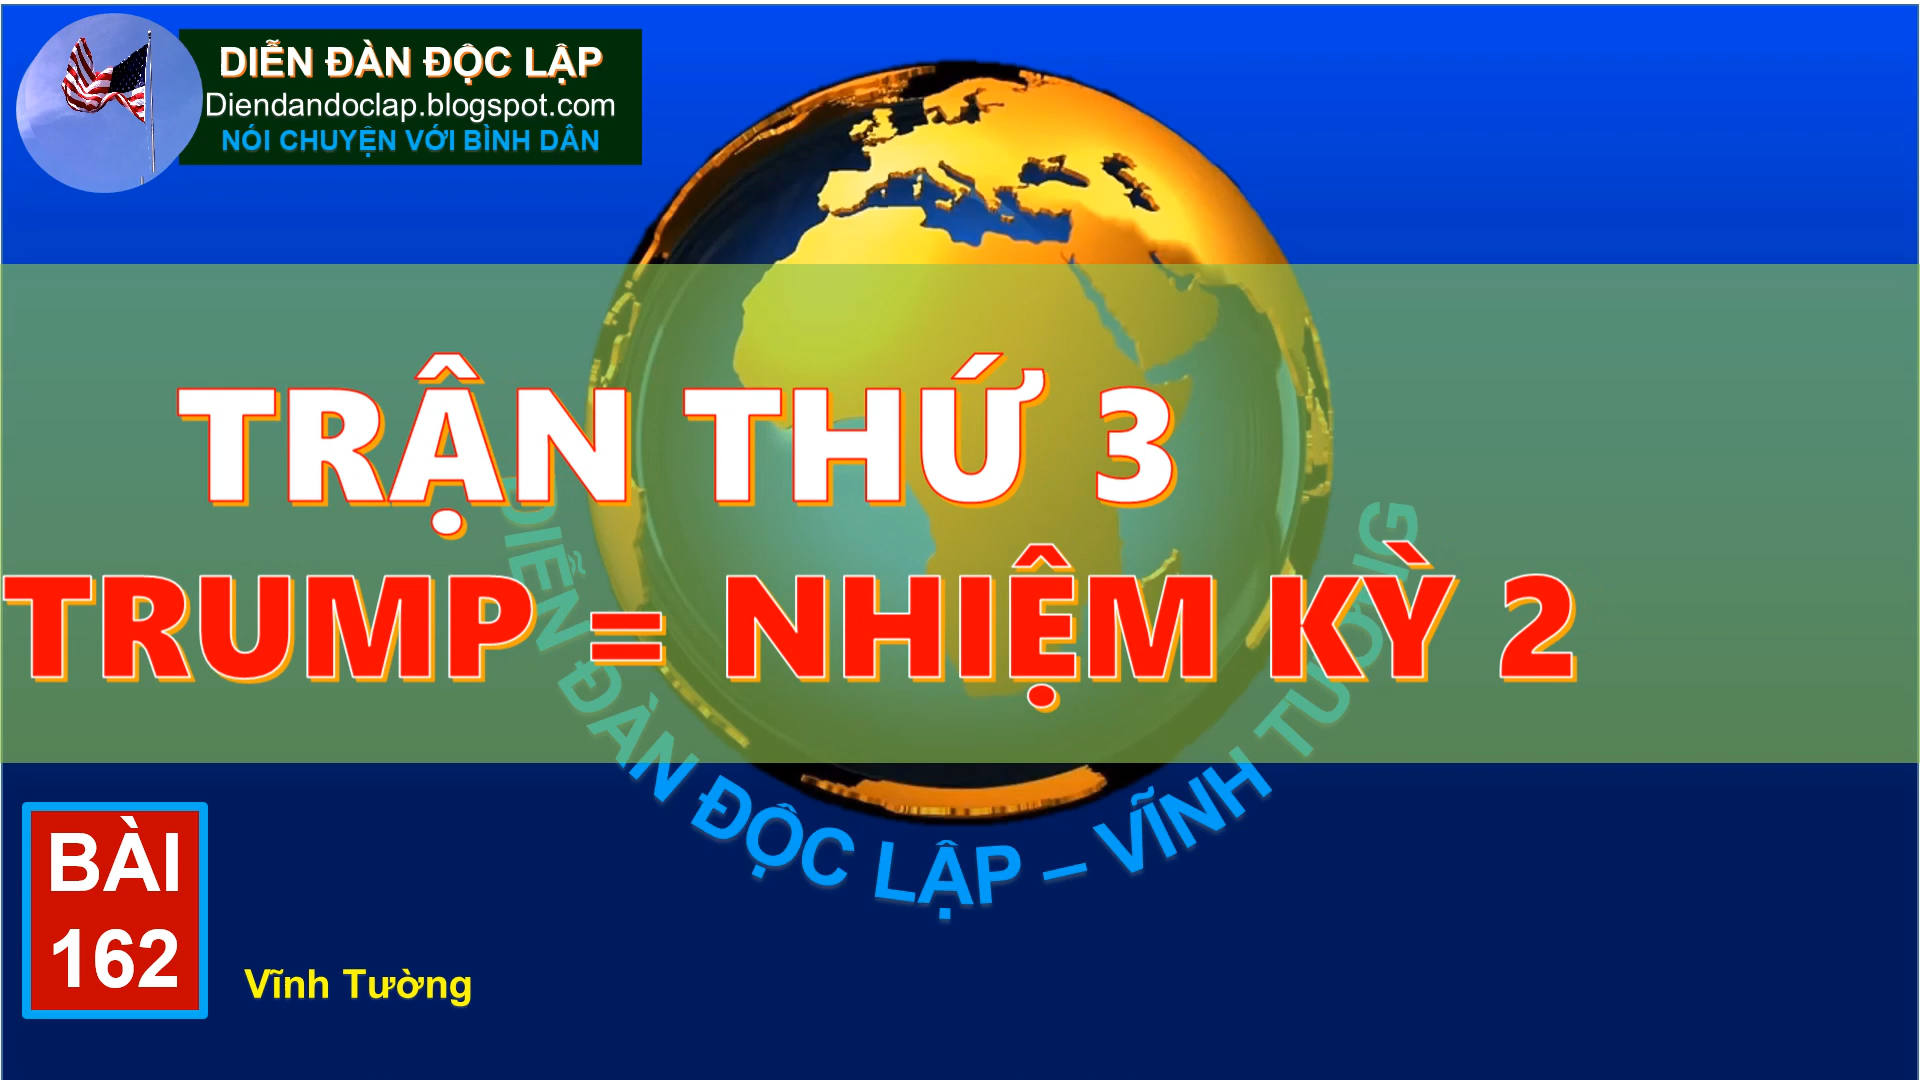 DIỄN ĐÀN ĐỘC LẬP
Diendandoclap.blogspot.com
NÓI CHUYỆN VỚI BÌNH DÂN
TRẬN THỨ 3
TRUMP = NHIỆM KỲ 2
DIỄN ĐÀN ĐỘC LẬP – VĨNH TƯỜNG
BÀI
162
Vĩnh Tường